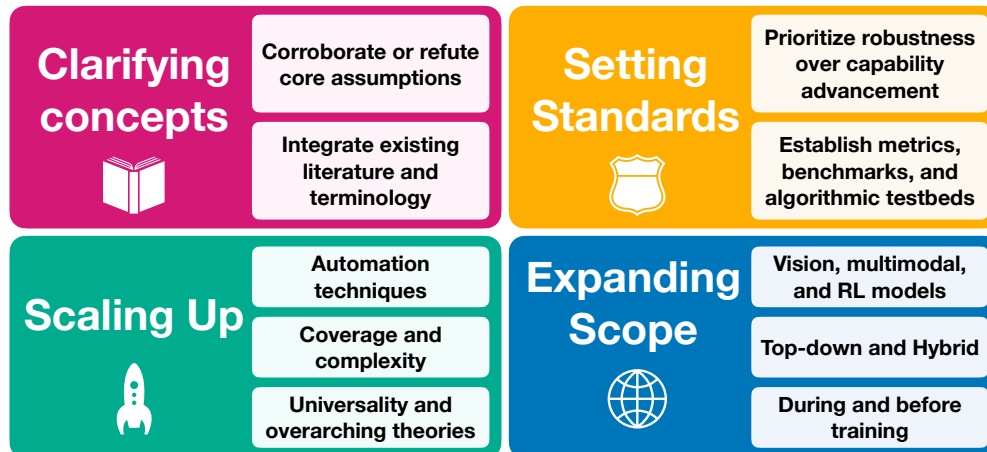 Clarifying
concepts
Corroborate or refute
core assumptions
Integrate existing
literature and
terminology
Setting
Standards
Prioritize robustness
over capability
advancement
Establish metrics,
benchmarks, and
algorithmic testbeds
Scaling Up
Automation
techniques
Coverage and
complexity
Universality and
overarching theories
Expanding
Scope
Vision, multimodal,
and RL models
Top-down and Hybrid
During and before
training